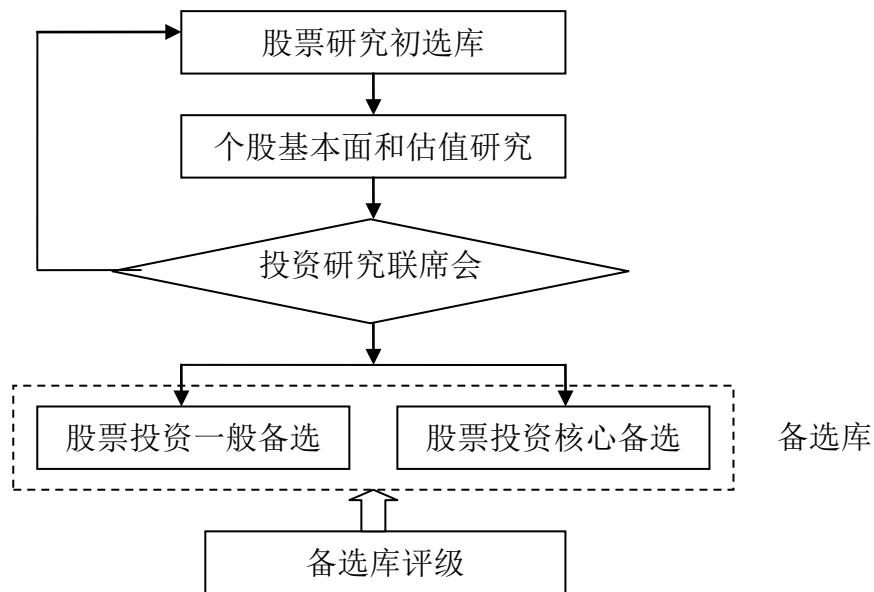 股票研究初选库
个股基本面和估值研究
投资研究联席会
股票投资一般备选
股票投资核心备选
备选库
备选库评级